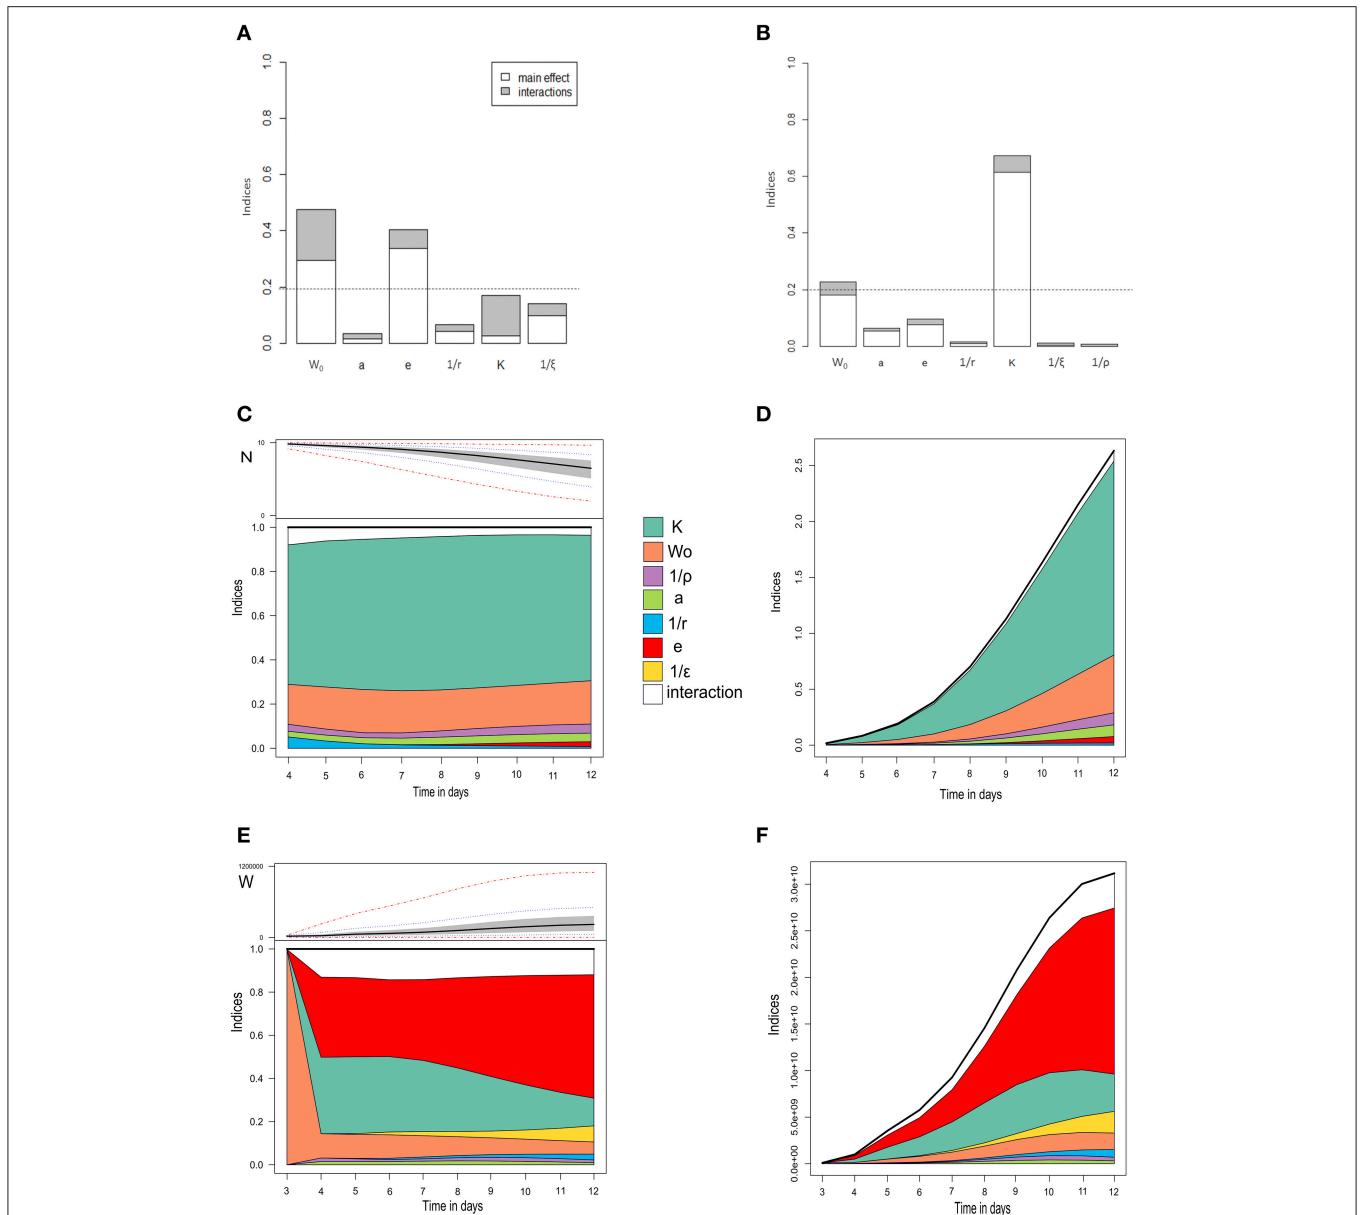 A
B
1.0
0.8
0.6
0.4
0.2
0.0
Indices
main effect
interactions
W₀ a e 1/r K 1/ξ
1.0
0.8
0.6
0.4
0.2
0.0
Indices
W₀ a e 1/r K 1/ξ 1/ρ
C
D
10
N
0
1.0
0.8
0.6
0.4
0.2
0.0
Indices
4 5 6 7 8 9 10 11 12
Time in days
K
Wo
1/ρ
a
1/r
e
1/ε
interaction
2.5
2.0
1.5
1.0
0.5
0.0
Indices
4 5 6 7 8 9 10 11 12
Time in days
E
F
1200000
W
0
1.0
0.8
0.6
0.4
0.2
0.0
Indices
3 4 5 6 7 8 9 10 11 12
Time in days
3.0e+10
2.5e+10
2.0e+10
1.5e+10
1.0e+10
5.0e+09
0.0e+00
Indices
3 4 5 6 7 8 9 10 11 12
Time in days